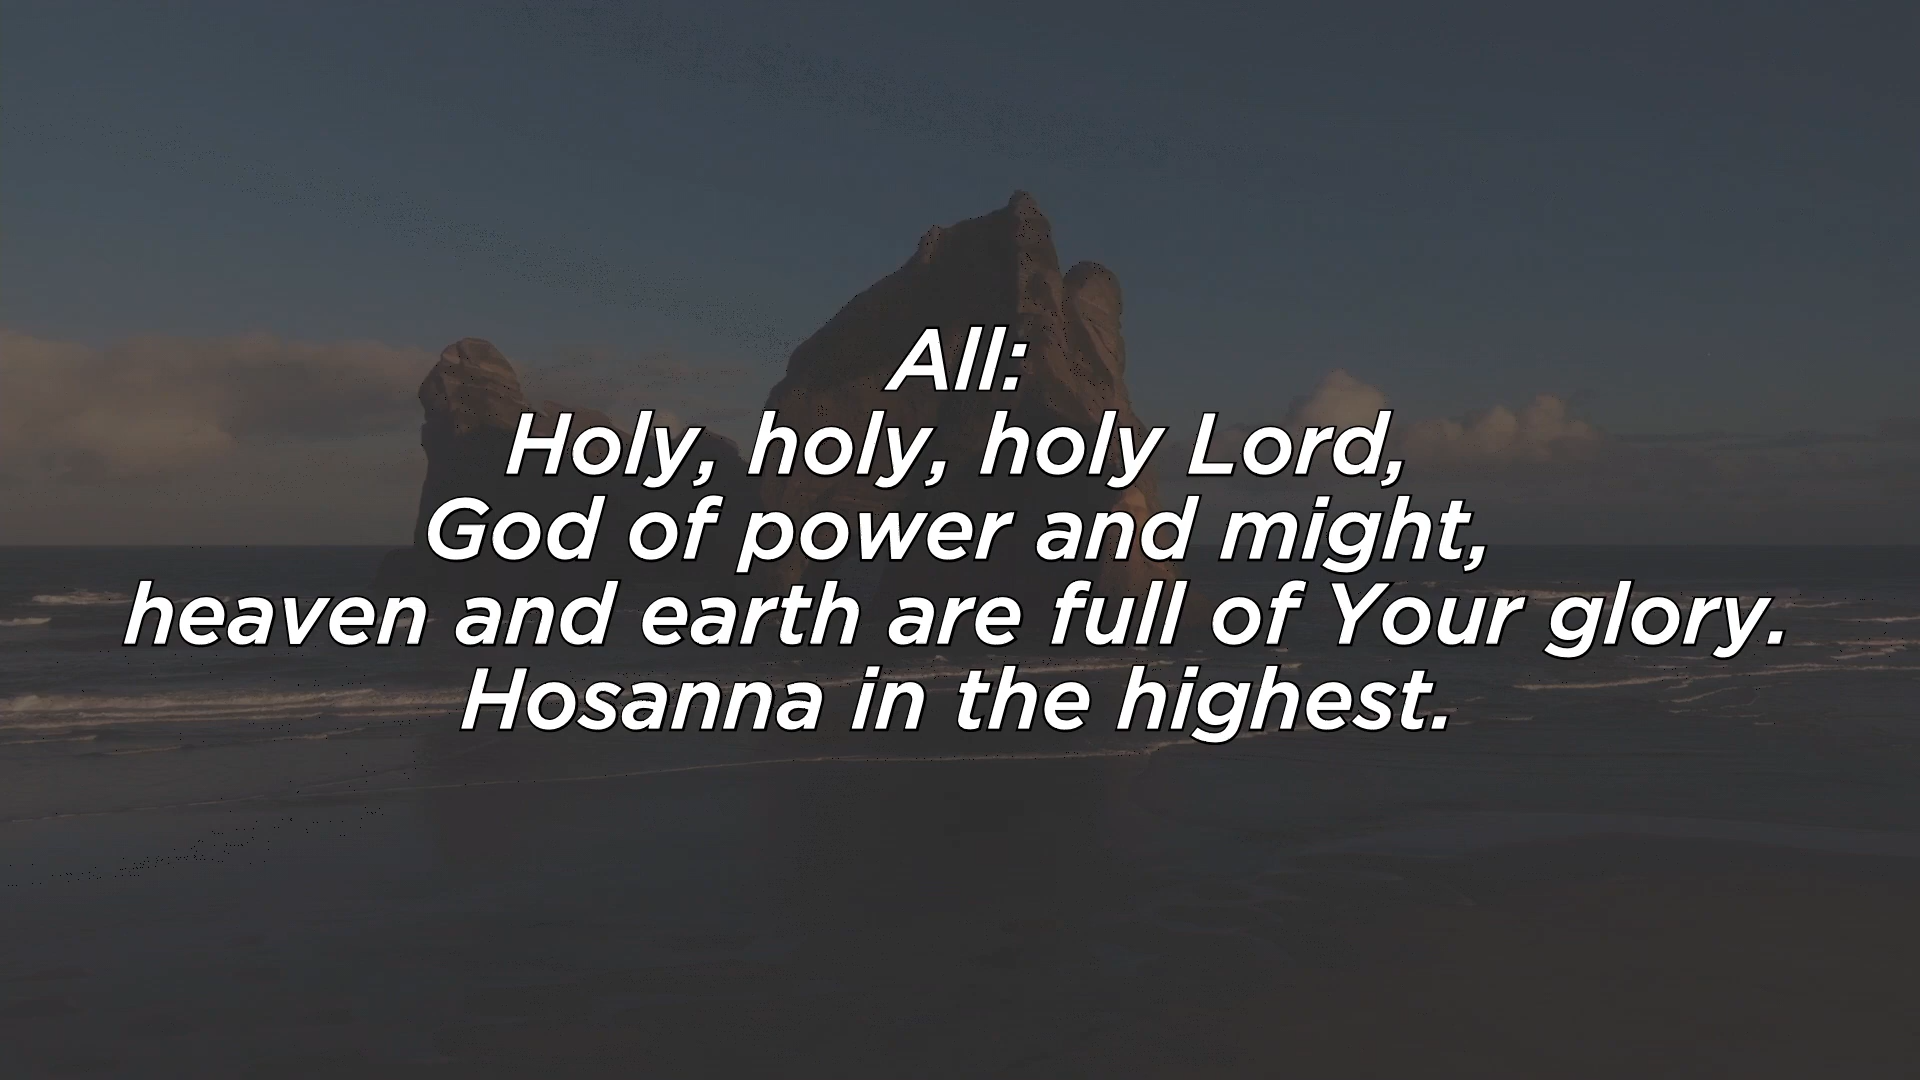 All:
Holy, holy, holy Lord,
God of power and might,
heaven and earth are full of Your glory.
Hosanna in the highest.